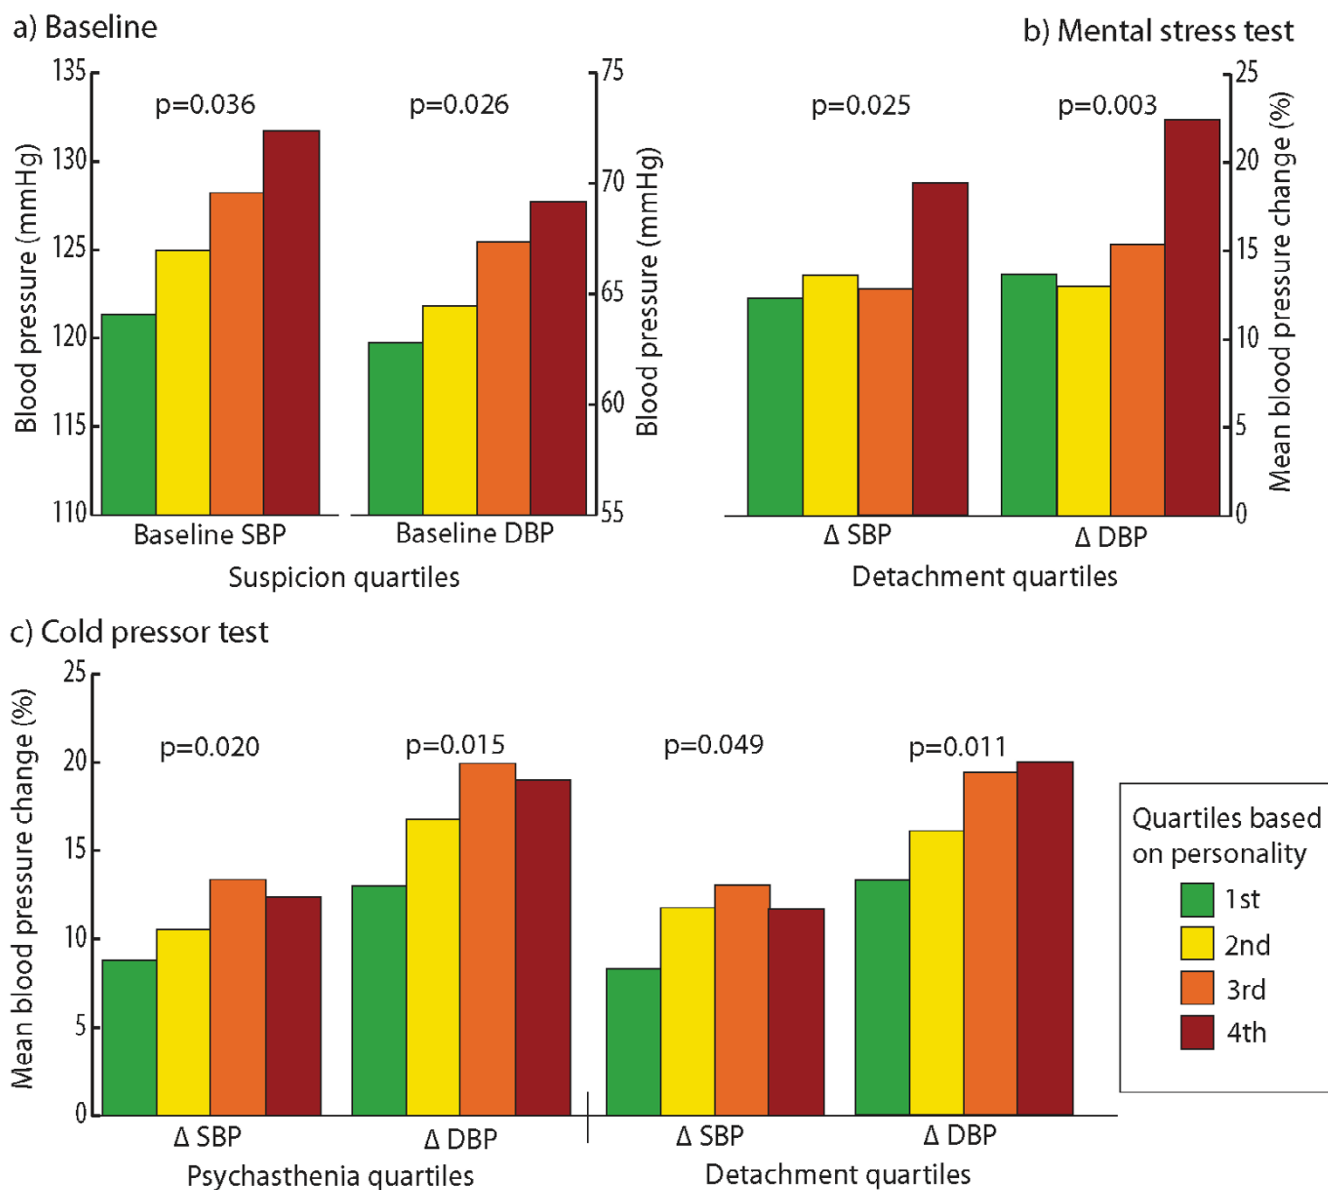 a) Baseline
b) Mental stress test
135
130
125
120
115
110
Blood pressure (mmHg)
p=0.036
p=0.026
75
70
65
60
55
Blood pressure (mmHg)
Baseline SBP
Baseline DBP
Suspicion quartiles
p=0.025
p=0.003
25
20
15
10
5
0
Mean blood pressure change (%)
Δ SBP
Δ DBP
Detachment quartiles
c) Cold pressor test
25
20
15
10
5
0
Mean blood pressure change (%)
p=0.020
p=0.015
p=0.049
p=0.011
Δ SBP
Δ DBP
Δ SBP
Δ DBP
Psychasthenia quartiles
Detachment quartiles
Quartiles based
on personality
1st
2nd
3rd
4th